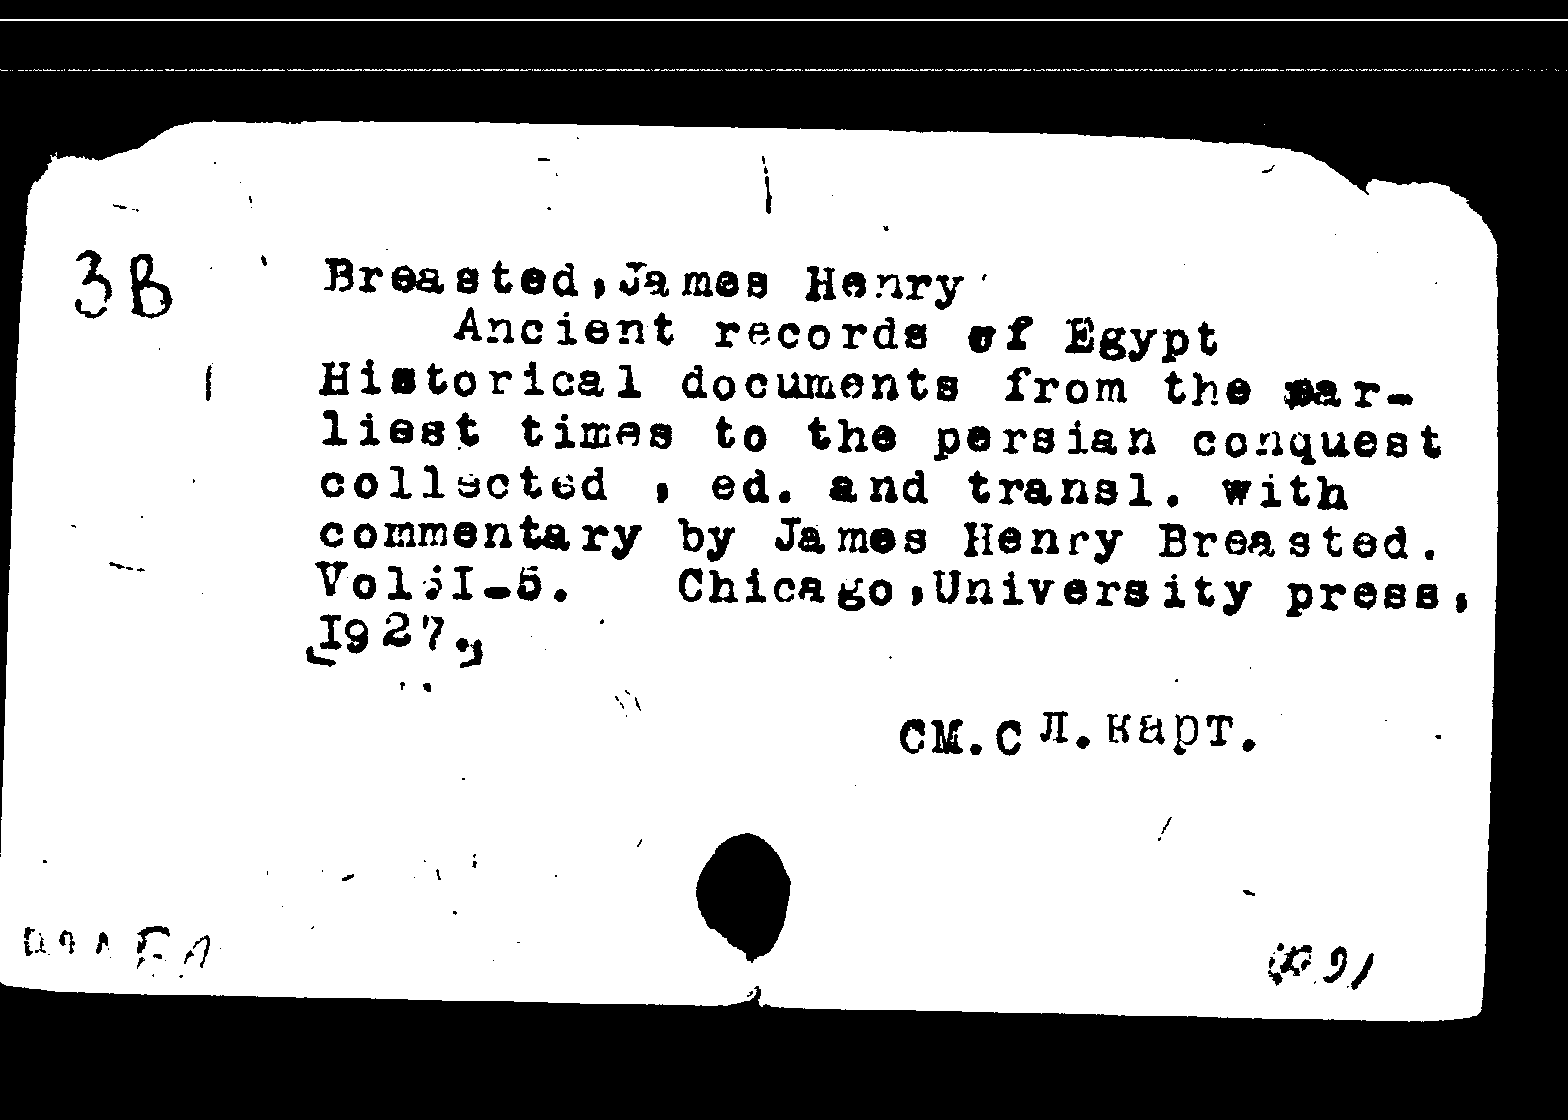 3В
Breasted,James Henry
Ancient records of Egypt
Historical documents from the ear-
liest times to the persian conquest
collected , ed. and transl. with
commentary by James Henry Breasted.
Vol.I-5. Chicago,University press,
[1927.]
см.сл.карт.